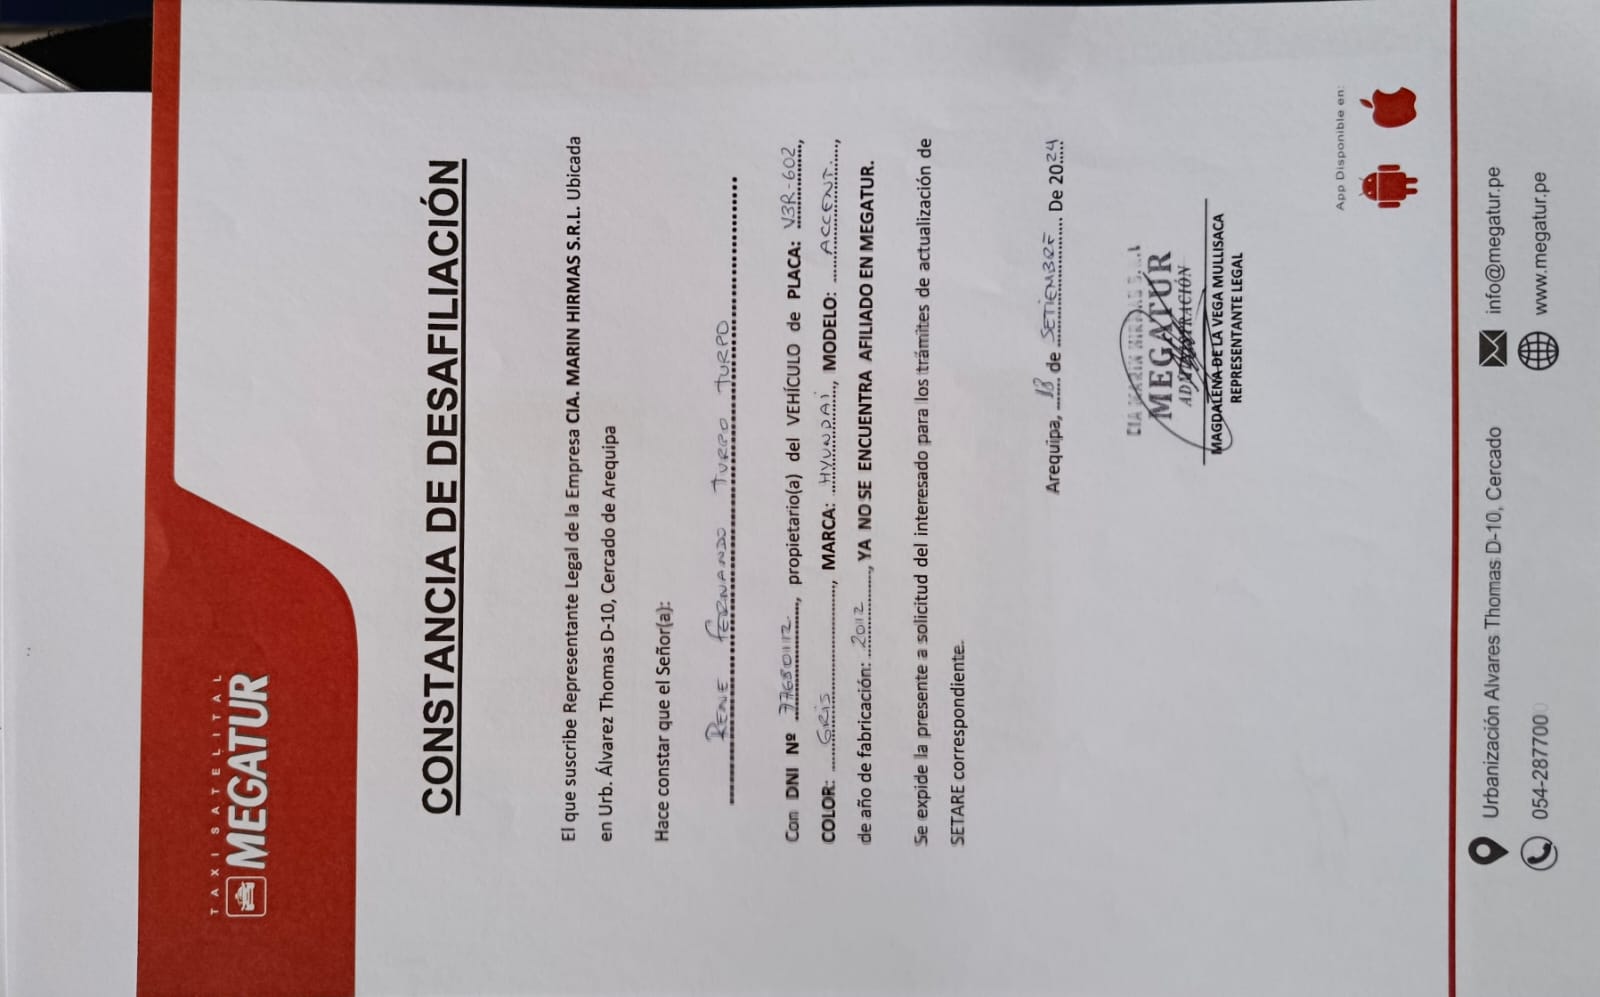 TAXI SATELITAL
MEGATUR
CONSTANCIA DE DESAFILIACIÓN
El que suscribe Representante Legal de la Empresa CIA. MARIN HIRMAS S.R.L. Ubicada
en Urb. Álvarez Thomas D-10, Cercado de Arequipa
Hace constar que el Señor(a):
RENE FERNANDO TURPO TURPO
Con DNI Nº, propietario(a) del VEHÍCULO de PLACA: V3R-602,
COLOR: GRIS, MARCA: HYUNDAI, MODELO: ACCENT,
de año de fabricación: 2012, YA NO SE ENCUENTRA AFILIADO EN MEGATUR.
Se expide la presente a solicitud del interesado para los trámites de actualización de
SETARE correspondiente.
Arequipa, 18 de SETIEMBRE De 2024
CIA MARIN HIRMAS
MEGATUR
ADMINISTRACIÓN
MAGDALENA DE LA VEGA MULLISACA
REPRESENTANTE LEGAL
App Disponible en:
Urbanización Alvares Thomas D-10, Cercado
info@megatur.pe
054-287700
www.megatur.pe